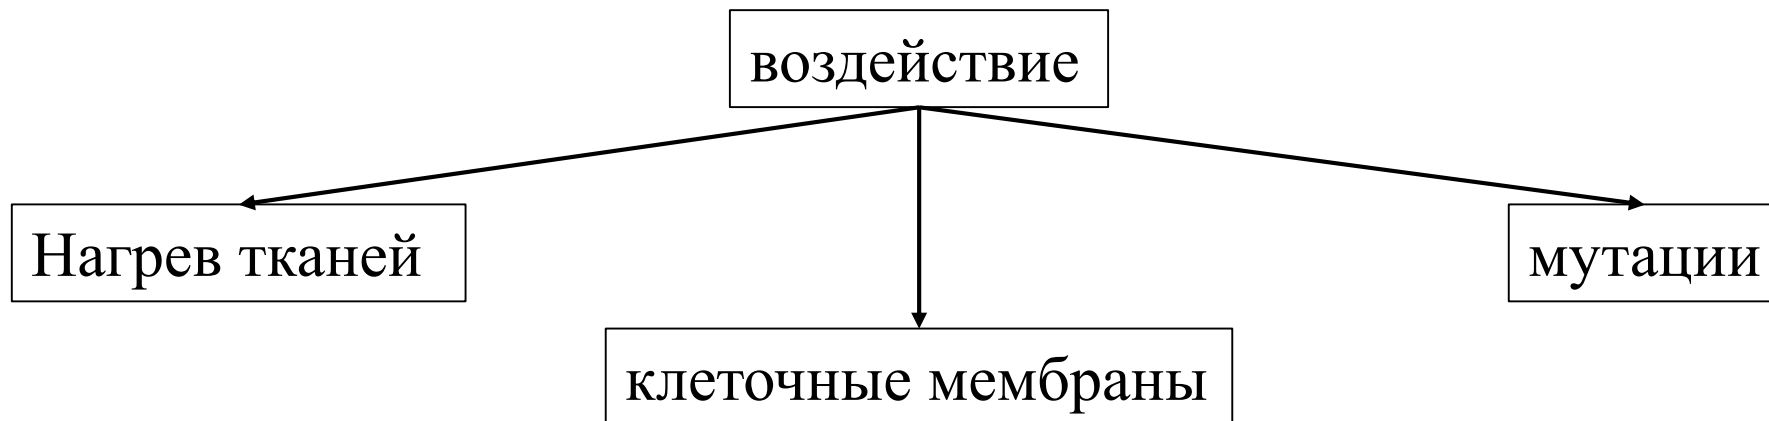 воздействие
Нагрев тканей
мутации
клеточные мембраны